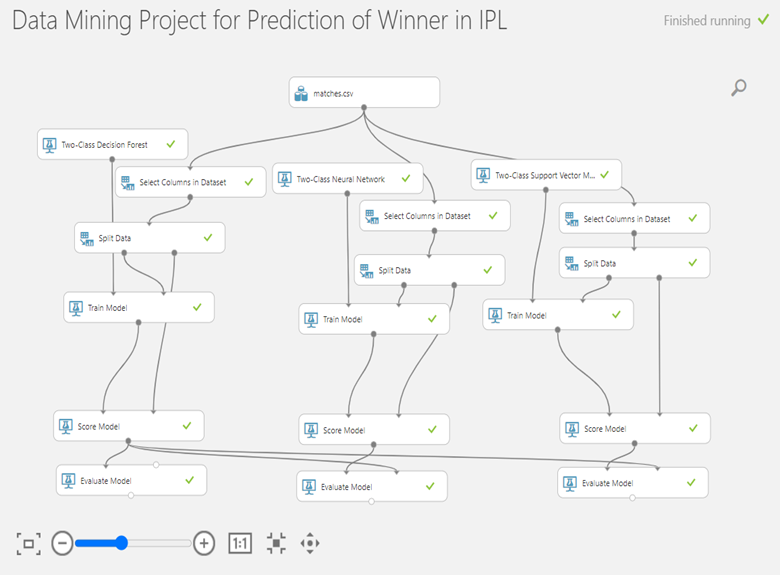 Data Mining Project for Prediction of Winner in IPL
Finished running
matches.csv
Two-Class Decision Forest
Select Columns in Dataset
Two-Class Neural Network
Two-Class Support Vector M...
Select Columns in Dataset
Select Columns in Dataset
Split Data
Split Data
Split Data
Train Model
Train Model
Train Model
Score Model
Score Model
Score Model
Evaluate Model
Evaluate Model
Evaluate Model
1:1